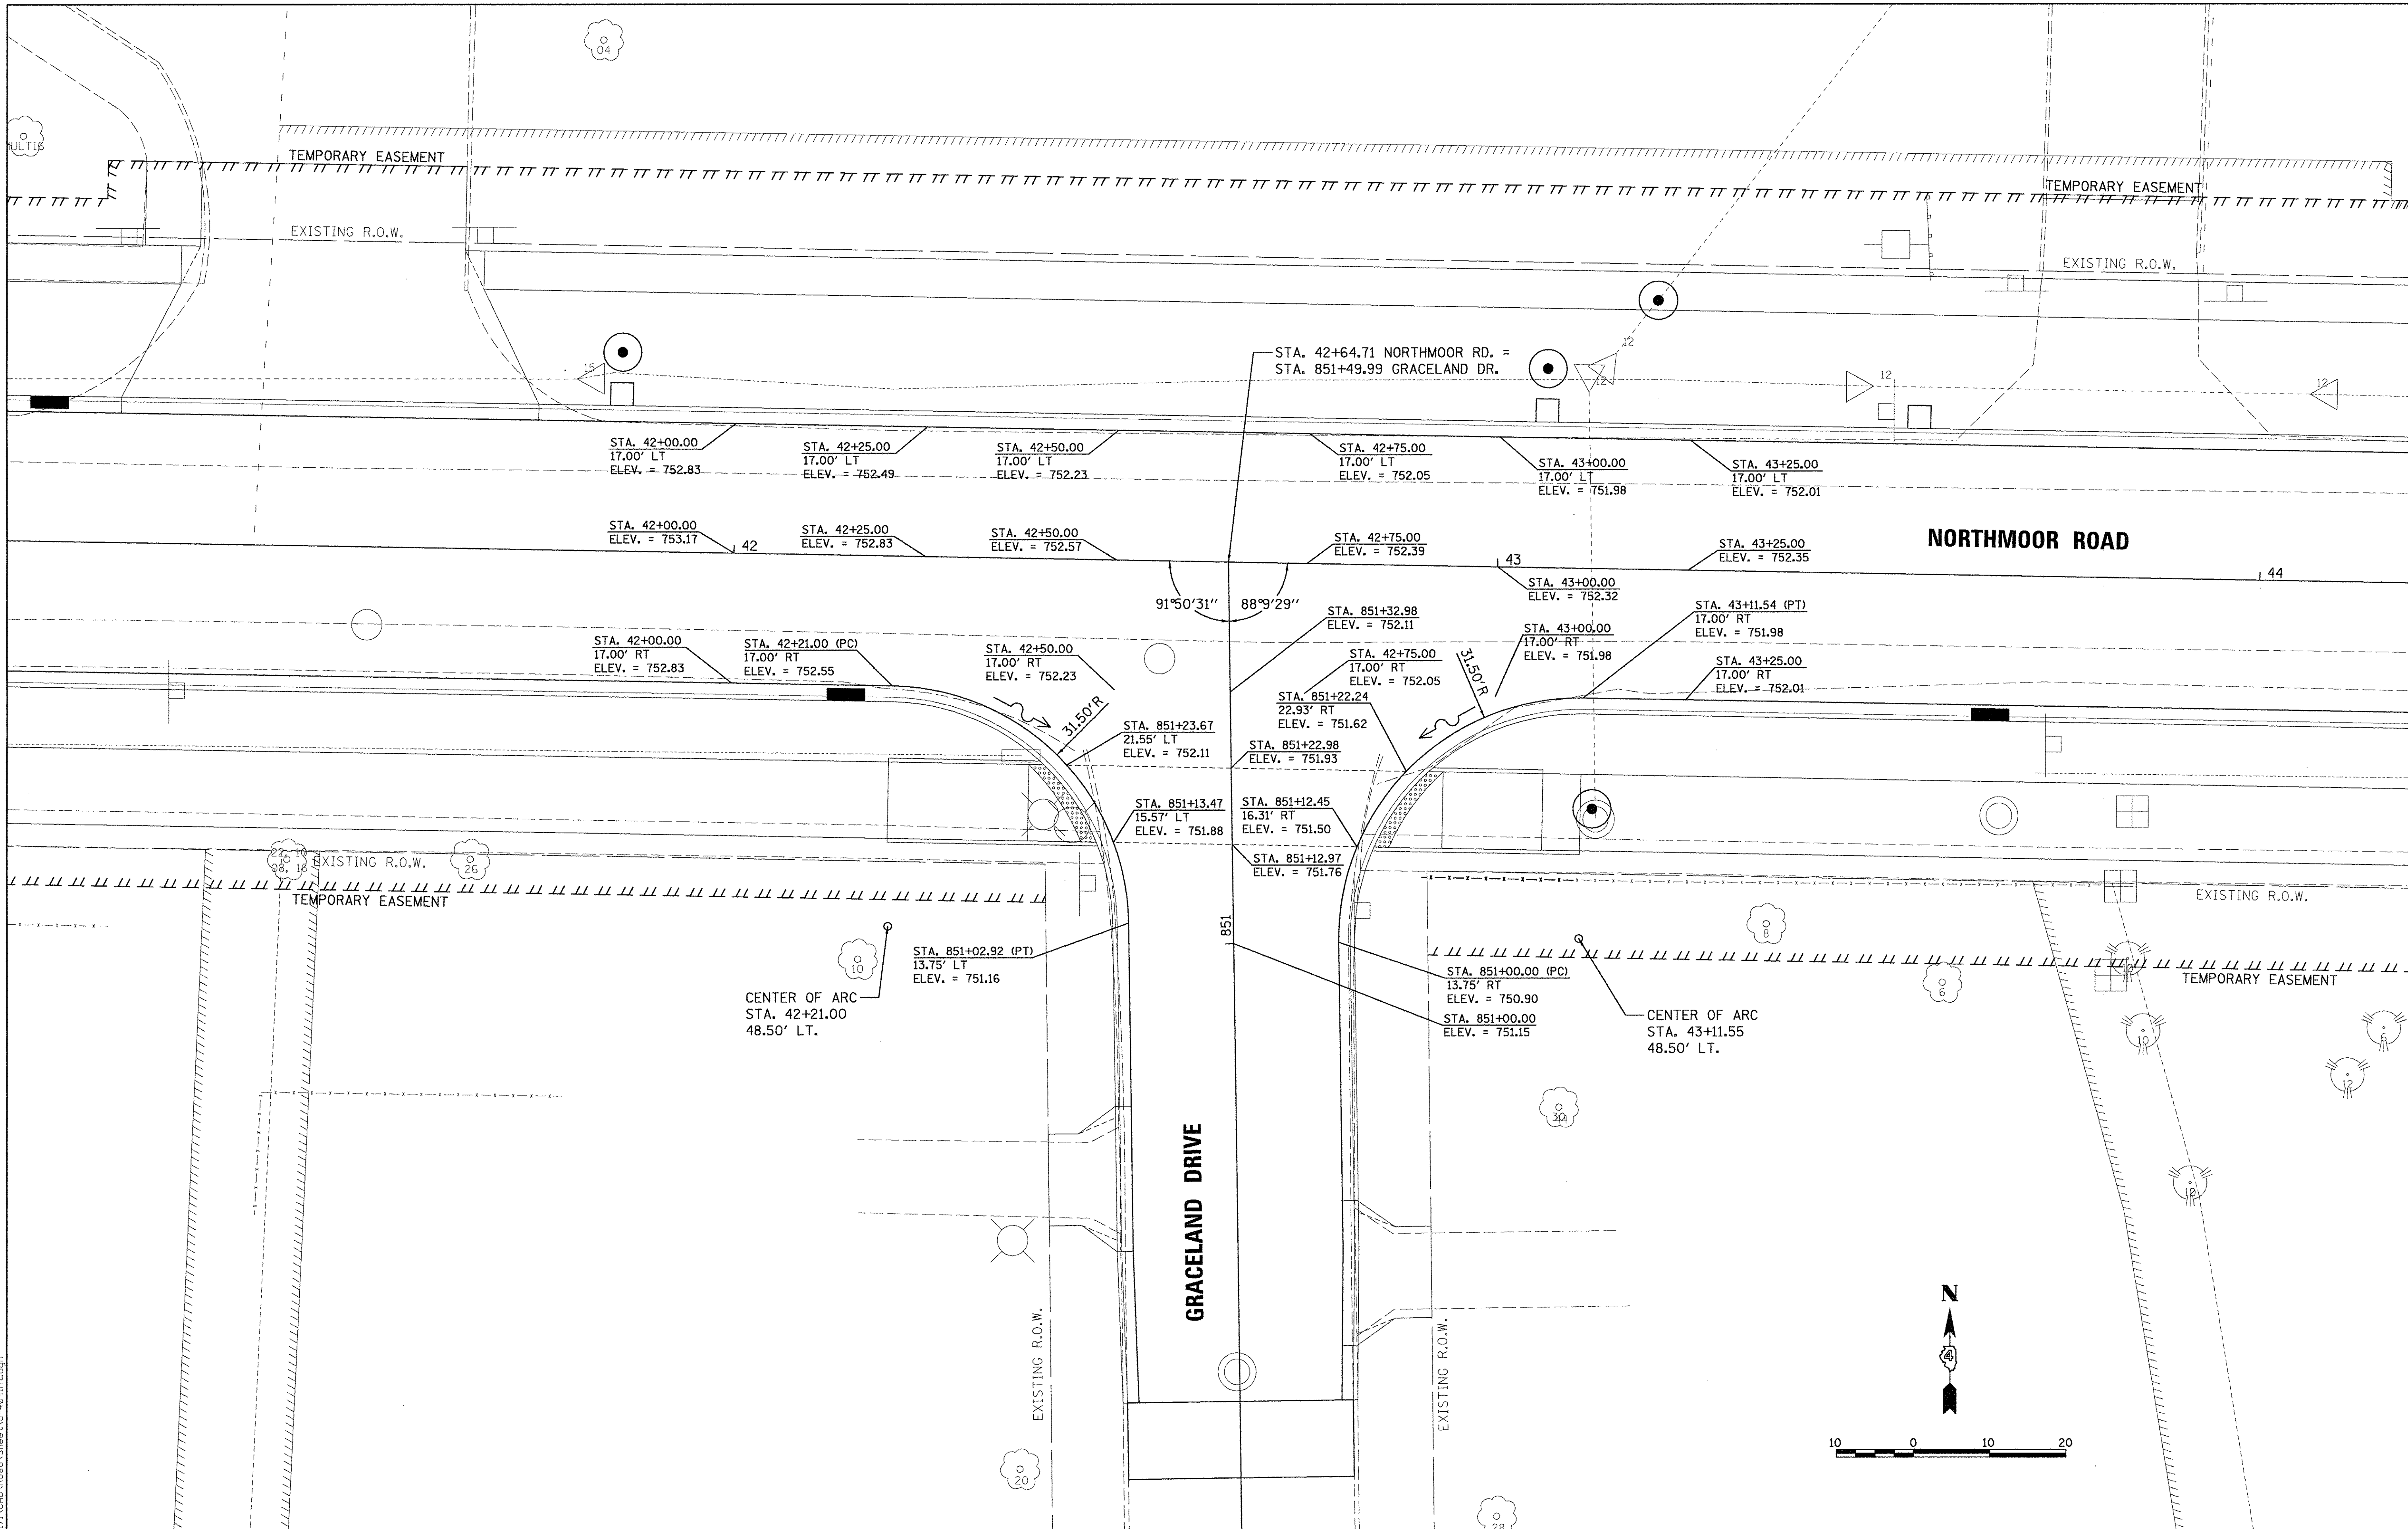 04
TEMPORARY EASEMENT
TEMPORARY EASEMENT
EXISTING R.O.W.
EXISTING R.O.W.
STA. 42+64.71 NORTHMOOR RD. =
STA. 851+49.99 GRACELAND DR.
15
12
12
12
12
STA. 42+00.00
17.00' LT
ELEV. = 752.83
STA. 42+25.00
17.00' LT
ELEV. = 752.49
STA. 42+50.00
17.00' LT
ELEV. = 752.23
STA. 42+75.00
17.00' LT
ELEV. = 752.05
STA. 43+00.00
17.00' LT
ELEV. = 751.98
STA. 43+25.00
17.00' LT
ELEV. = 752.01
STA. 42+00.00
ELEV. = 753.17
42
STA. 42+25.00
ELEV. = 752.83
STA. 42+50.00
ELEV. = 752.57
STA. 42+75.00
ELEV. = 752.39
43
STA. 43+00.00
ELEV. = 752.32
STA. 43+25.00
ELEV. = 752.35
NORTHMOOR ROAD
44
91°50'31"
88°9'29"
STA. 851+32.98
ELEV. = 752.11
STA. 42+00.00
17.00' RT
ELEV. = 752.83
STA. 42+21.00 (PC)
17.00' RT
ELEV. = 752.55
STA. 42+50.00
17.00' RT
ELEV. = 752.23
STA. 42+75.00
17.00' RT
ELEV. = 752.05
STA. 43+00.00
17.00' RT
ELEV. = 751.98
STA. 43+11.54 (PT)
17.00' RT
ELEV. = 751.98
STA. 43+25.00
17.00' RT
ELEV. = 752.01
31.50'R
31.50'R
STA. 851+23.67
21.55' LT
ELEV. = 752.11
STA. 851+22.24
22.93' RT
ELEV. = 751.62
STA. 851+22.98
ELEV. = 751.93
STA. 851+13.47
15.57' LT
ELEV. = 751.88
STA. 851+12.45
16.31' RT
ELEV. = 751.50
STA. 851+12.97
ELEV. = 751.76
EXISTING R.O.W.
26
TEMPORARY EASEMENT
EXISTING R.O.W.
TEMPORARY EASEMENT
10
8
6
851
STA. 851+02.92 (PT)
13.75' LT
ELEV. = 751.16
STA. 851+00.00 (PC)
13.75' RT
ELEV. = 750.90
STA. 851+00.00
ELEV. = 751.15
CENTER OF ARC
STA. 42+21.00
48.50' LT.
CENTER OF ARC
STA. 43+11.55
48.50' LT.
10
6
12
10
GRACELAND DRIVE
EXISTING R.O.W.
EXISTING R.O.W.
20
28
N
4
10 0 10 20